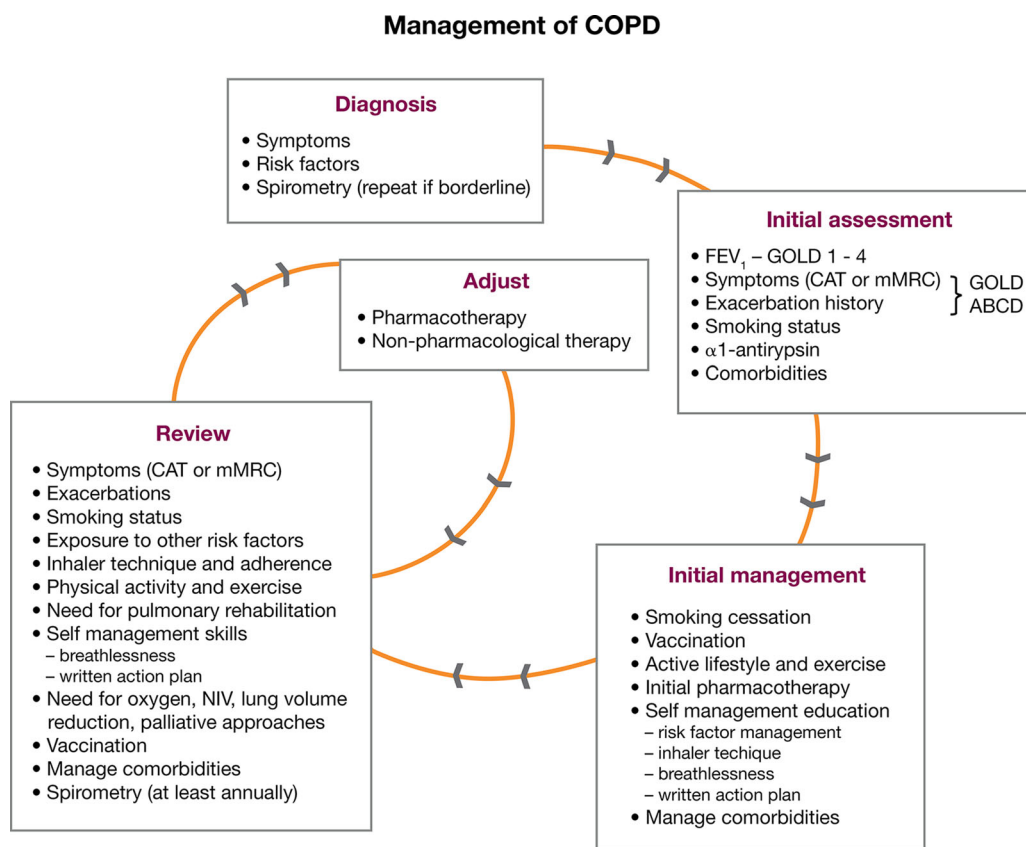 Management of COPD
Diagnosis
• Symptoms
• Risk factors
• Spirometry (repeat if borderline)
Initial assessment
• FEV₁ – GOLD 1 - 4
• Symptoms (CAT or mMRC)
• Exacerbation history
} GOLD
ABCD
• Smoking status
• α1-antirypsin
• Comorbidities
Adjust
• Pharmacotherapy
• Non-pharmacological therapy
Review
• Symptoms (CAT or mMRC)
• Exacerbations
• Smoking status
• Exposure to other risk factors
• Inhaler technique and adherence
• Physical activity and exercise
• Need for pulmonary rehabilitation
• Self management skills
– breathlessness
– written action plan
• Need for oxygen, NIV, lung volume
reduction, palliative approaches
• Vaccination
• Manage comorbidities
• Spirometry (at least annually)
Initial management
• Smoking cessation
• Vaccination
• Active lifestyle and exercise
• Initial pharmacotherapy
• Self management education
– risk factor management
– inhaler techique
– breathlessness
– written action plan
• Manage comorbidities